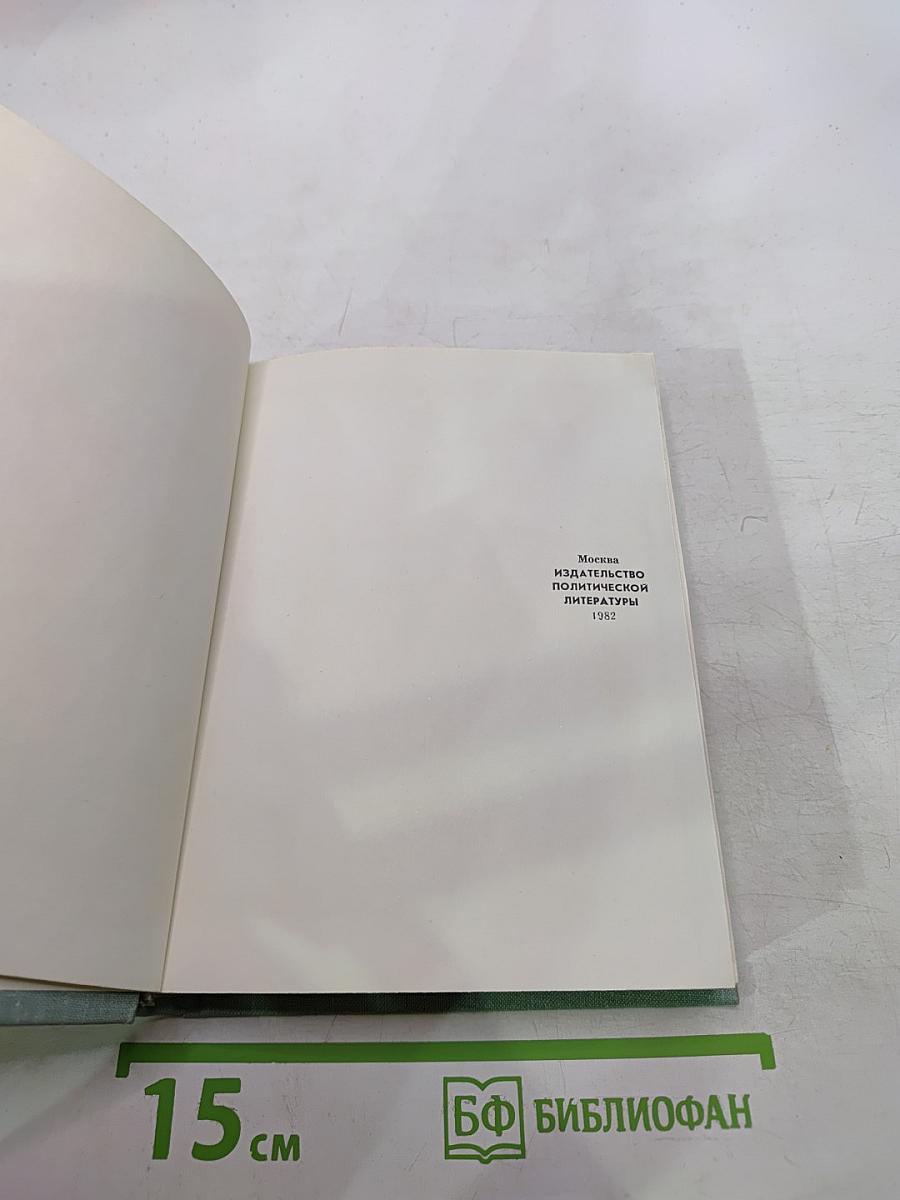 Москва
ИЗДАТЕЛЬСТВО
ПОЛИТИЧЕСКОЙ
ЛИТЕРАТУРЫ
1982
15 см
БФ БИБЛИОФАН